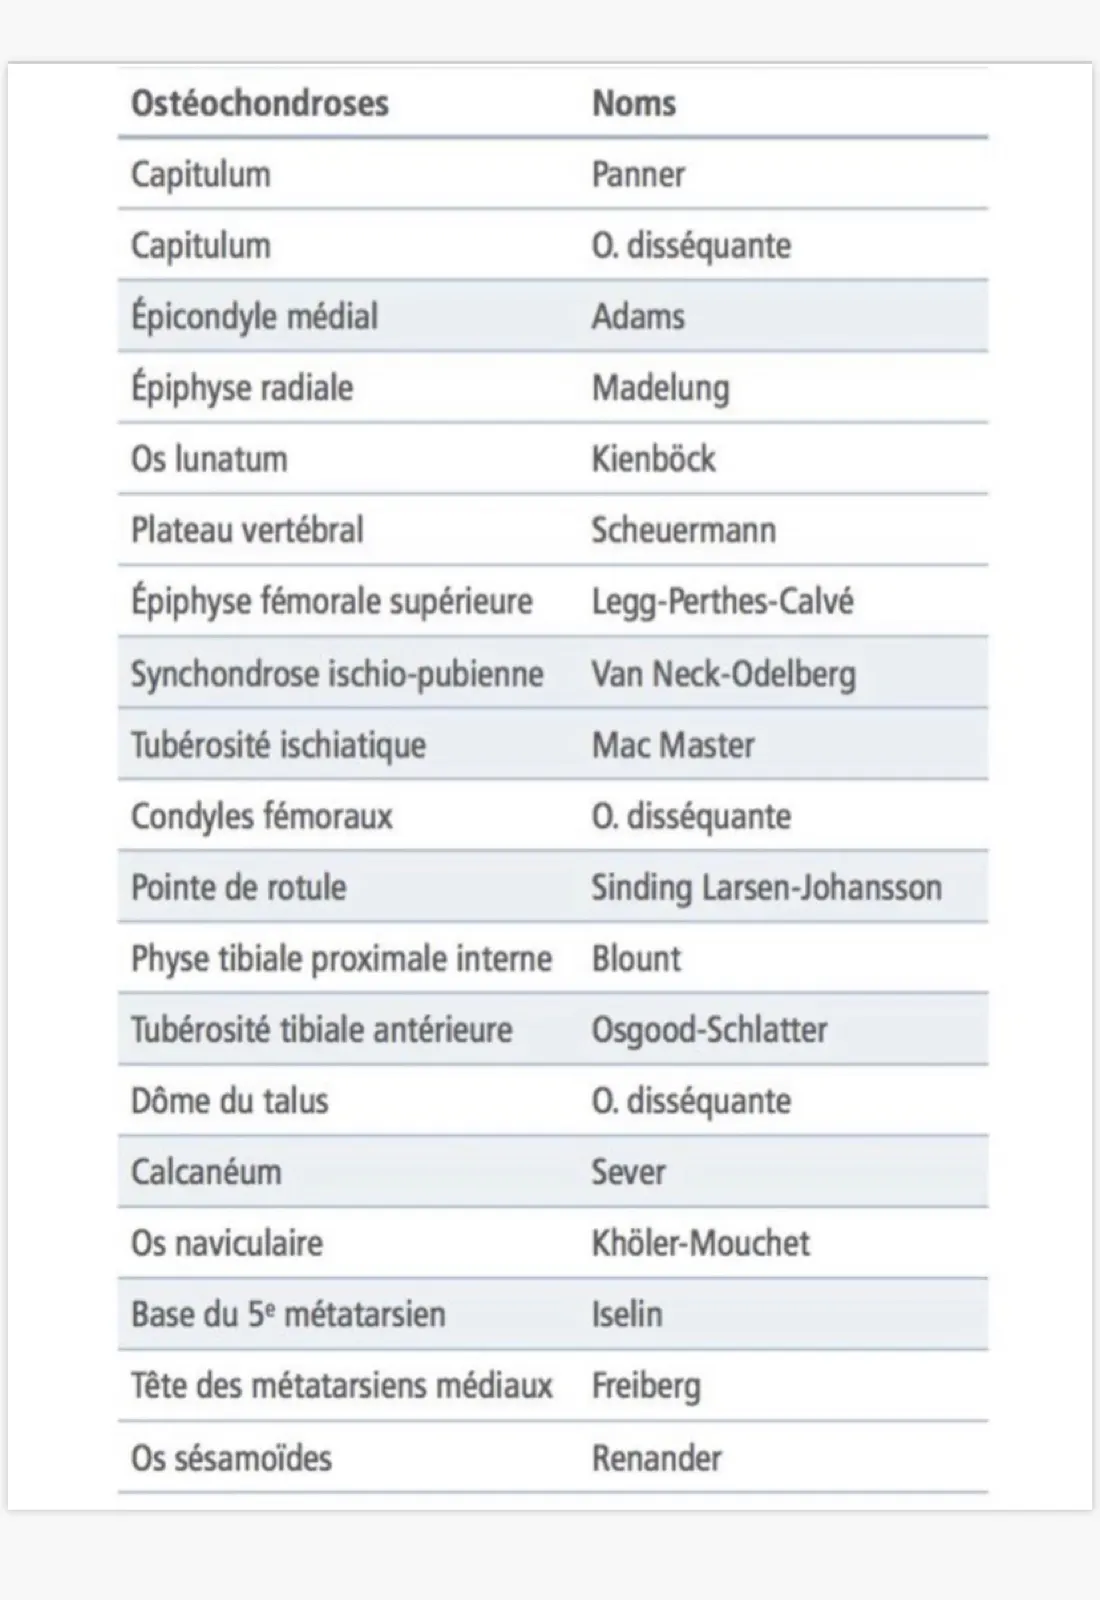 Ostéochondroses Noms
Capitulum Panner
Capitulum O. disséquante
Épicondyle médial Adams
Épiphyse radiale Madelung
Os lunatum Kienböck
Plateau vertébral Scheuermann
Épiphyse fémorale supérieure Legg-Perthes-Calvé
Synchondrose ischio-pubienne Van Neck-Odelberg
Tubérosité ischiatique Mac Master
Condyles fémoraux O. disséquante
Pointe de rotule Sinding Larsen-Johansson
Physe tibiale proximale interne Blount
Tubérosité tibiale antérieure Osgood-Schlatter
Dôme du talus O. disséquante
Calcanéum Sever
Os naviculaire Khöler-Mouchet
Base du 5e métatarsien Iselin
Tête des métatarsiens médiaux Freiberg
Os sésamoïdes Renander